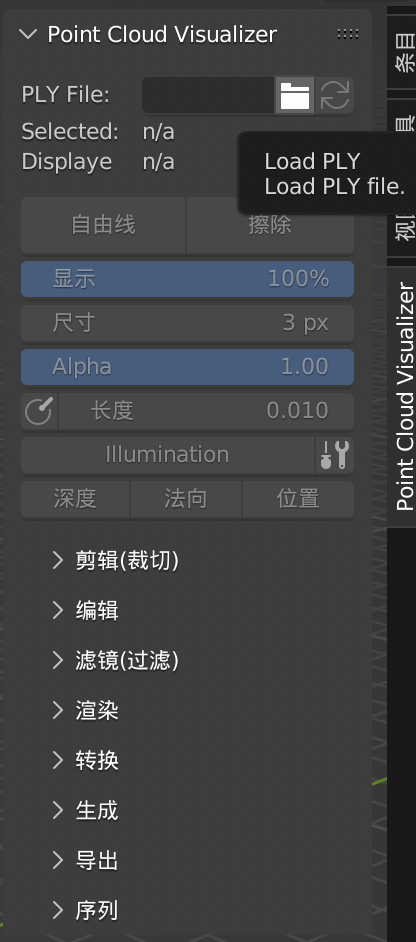 Point Cloud Visualizer
PLY File:
Selected: n/a
Displaye n/a
Load PLY
Load PLY file.
自由线 擦除
显示 100%
尺寸 3 px
Alpha 1.00
长度 0.010
Illumination
深度 法向 位置
剪辑(裁切)
编辑
滤镜(过滤)
渲染
转换
生成
导出
序列
条目
具
视
Point Cloud Visualizer